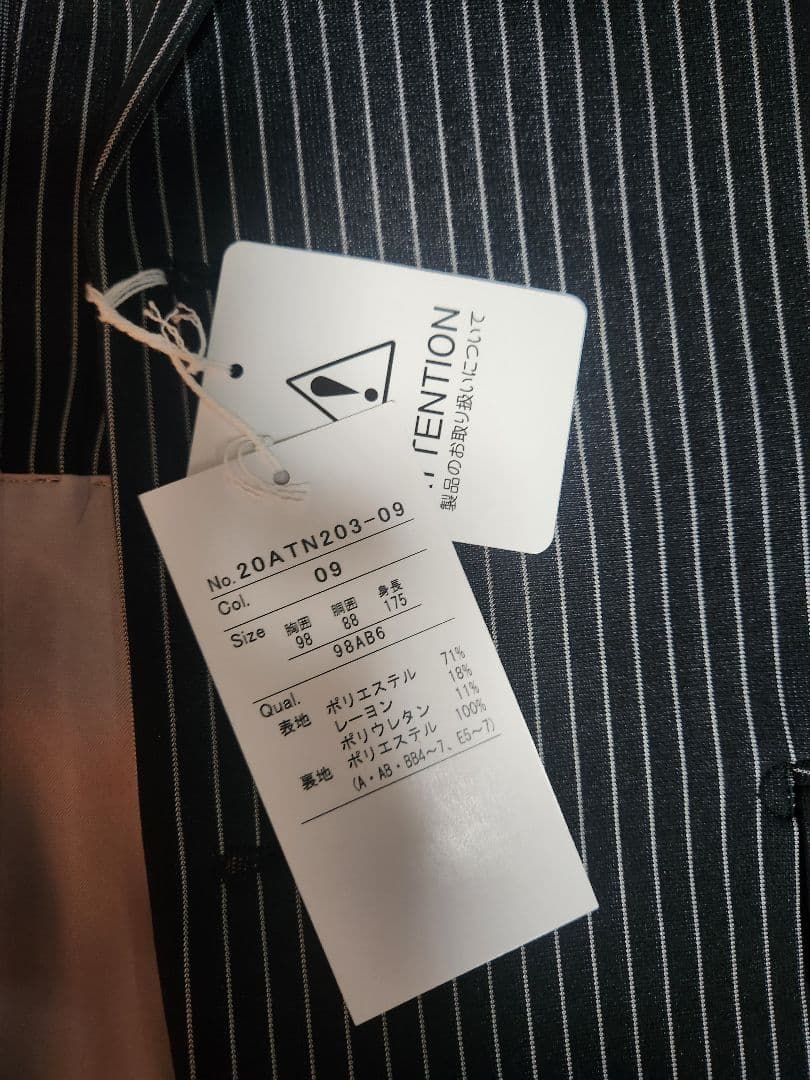 TENTION
製品のお取り扱いについて
No.20ATN203-09
Col. 09
Size 胸囲 胴囲 身長
98 88 175
98AB6
Qual.
表地 ポリエステル 71%
レーヨン 18%
ポリウレタン 11%
裏地 ポリエステル 100%
(A・AB・BB4～7、E5～7)